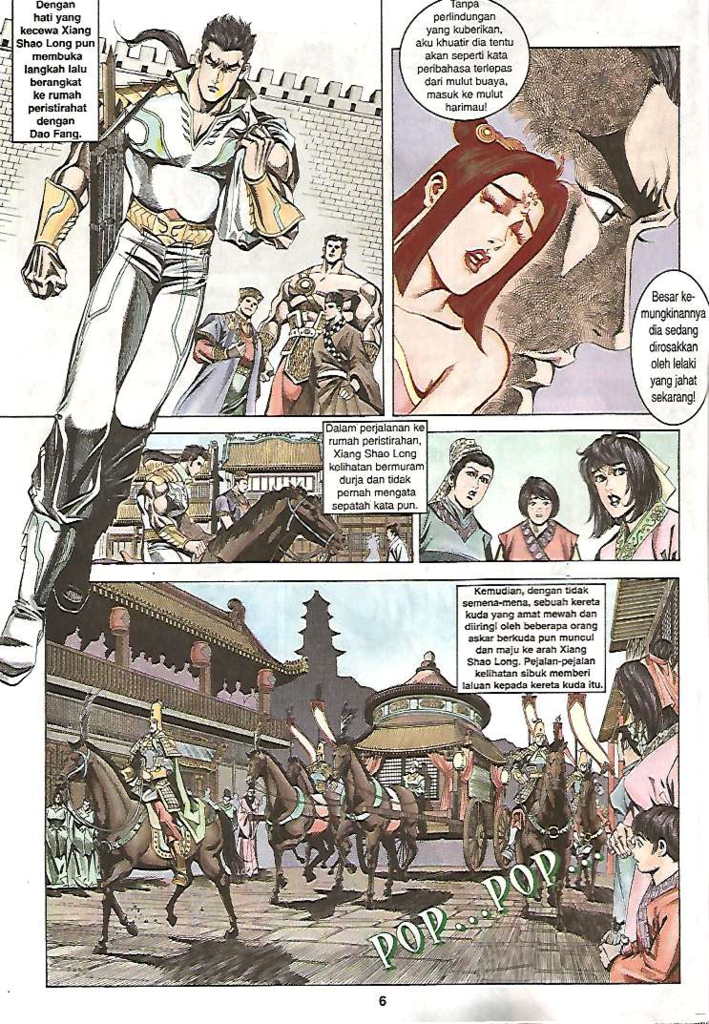 Dengan
hati yang
kecewa Xiang
Shao Long pun
membuka
langkah lalu
berangkat
ke rumah
peristirahat
dengan
Dao Fang.
Tanpa
perlindungan
yang kuberikan,
aku khuatir dia tentu
akan seperti kata
peribahasa terlepas
dari mulut buaya,
masuk ke mulut
harimau!
Besar ke-
mungkinannya
dia sedang
dirosakkan
oleh lelaki
yang jahat
sekarang!
Dalam perjalanan ke
rumah peristirahan,
Xiang Shao Long
kelihatan bermuram
durja dan tidak
pernah mengata
sepatah kata pun.
Kemudian, dengan tidak
semena-mena, sebuah kereta
kuda yang amat mewah dan
diiringi oleh beberapa orang
askar berkuda pun muncul
dan maju ke arah Xiang
Shao Long. Pejalan-pejalan
kelihatan sibuk memberi
laluan kepada kereta kuda itu.
POP...POP...POP...
6